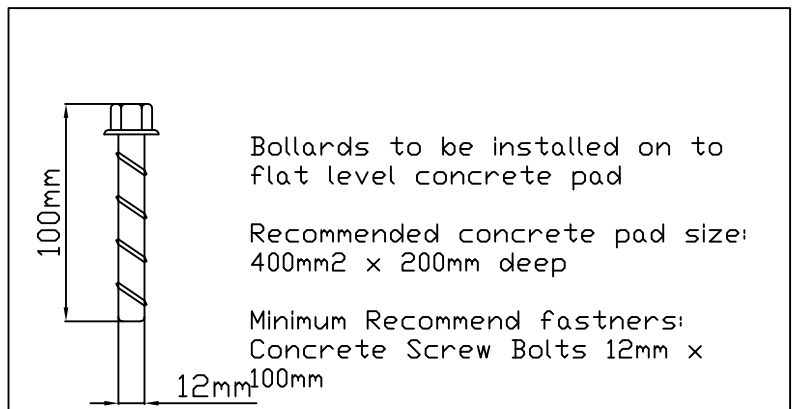 100mm
Bollards to be installed on to
flat level concrete pad
Recommended concrete pad size:
400mm2 x 200mm deep
Minimum Recommend fastners:
Concrete Screw Bolts 12mm x
100mm
12mm